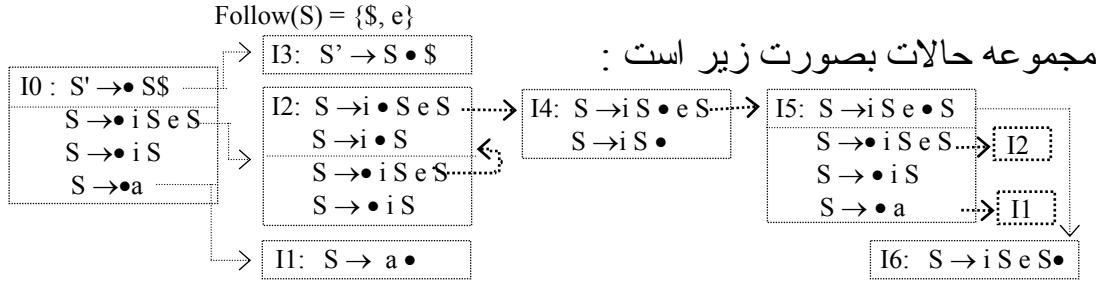 Follow(S) = {$, e}
مجموعه حالات بصورت زیر است :
I0 : S' →• S$
S →• i S e S
S →• i S
S →•a
I3: S’ → S • $
I2: S →i • S e S
S →i • S
S →• i S e S
S → • i S
I1: S → a •
I4: S →i S • e S
S →i S •
I5: S →i S e • S
S →• i S e S
S → • i S
S → • a
I2
I1
I6: S → i S e S•